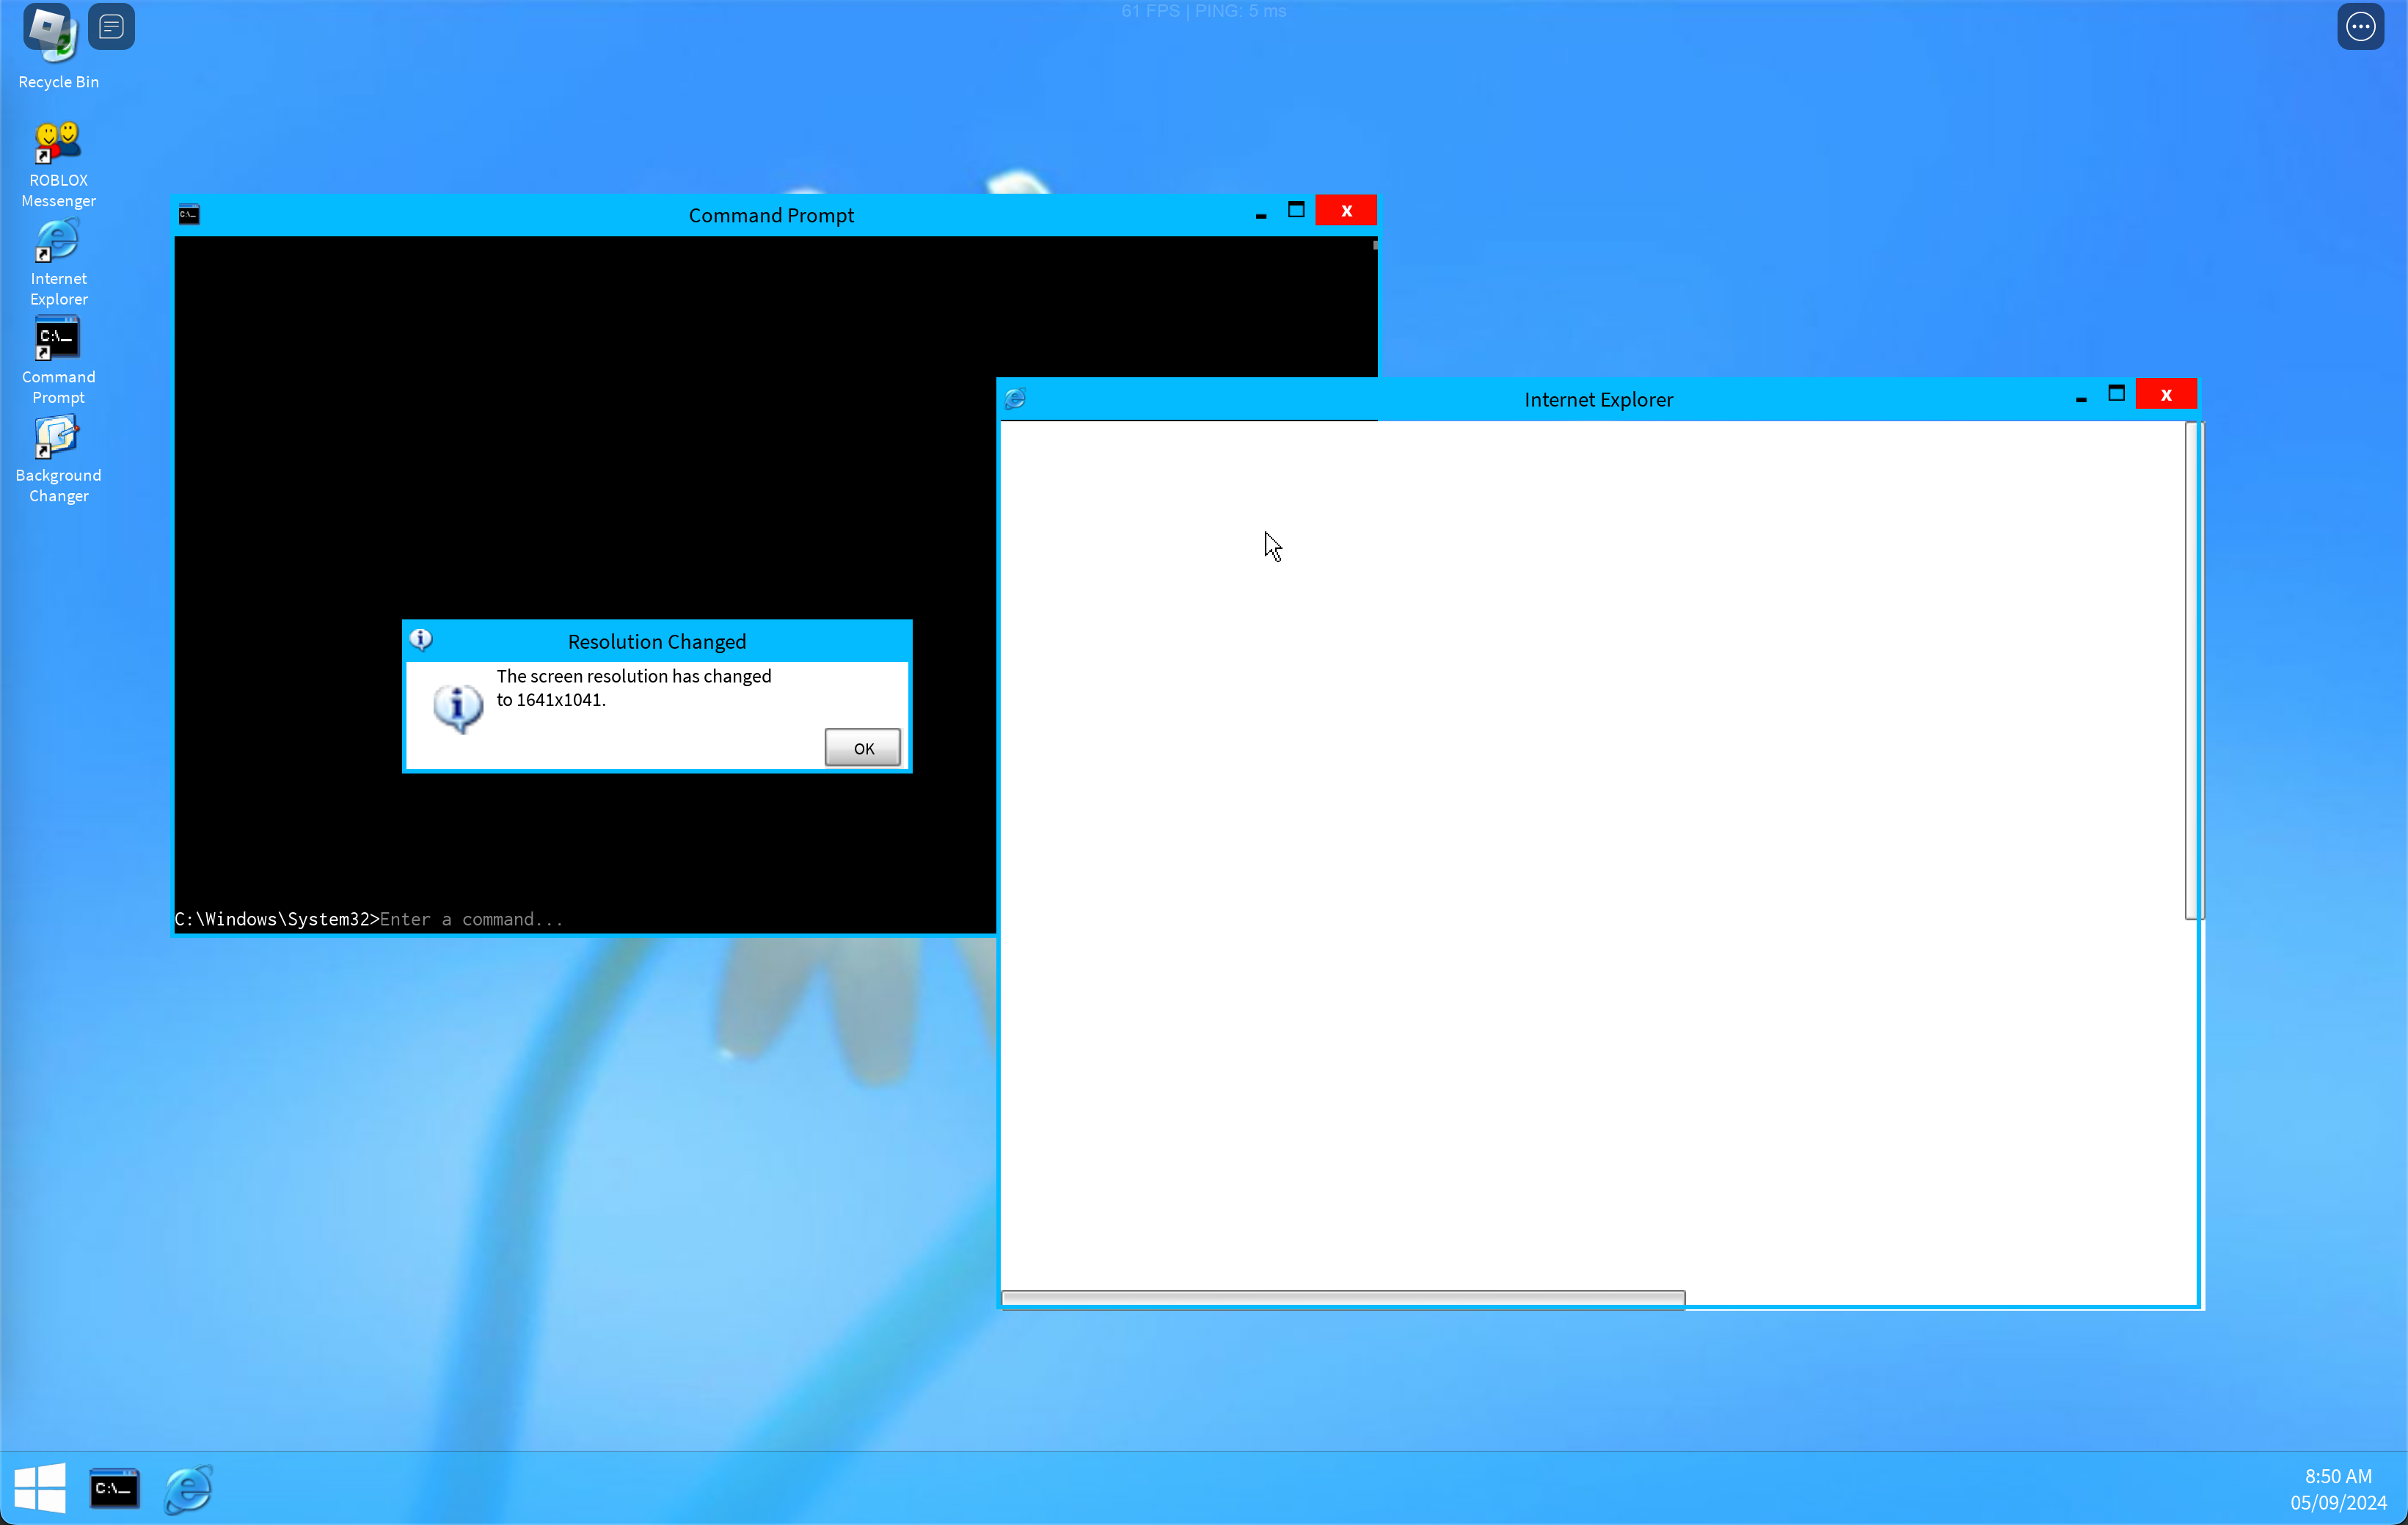 61 FPS | PING: 5 ms
Recycle Bin
ROBLOX
Messenger
Internet
Explorer
C:\_
Command
Prompt
Background
Changer
C:\_
Command Prompt
x
C:\Windows\System32>Enter a command...
Internet Explorer
x
Resolution Changed
The screen resolution has changed
to 1641x1041.
OK
C:\_
8:50 AM
05/09/2024